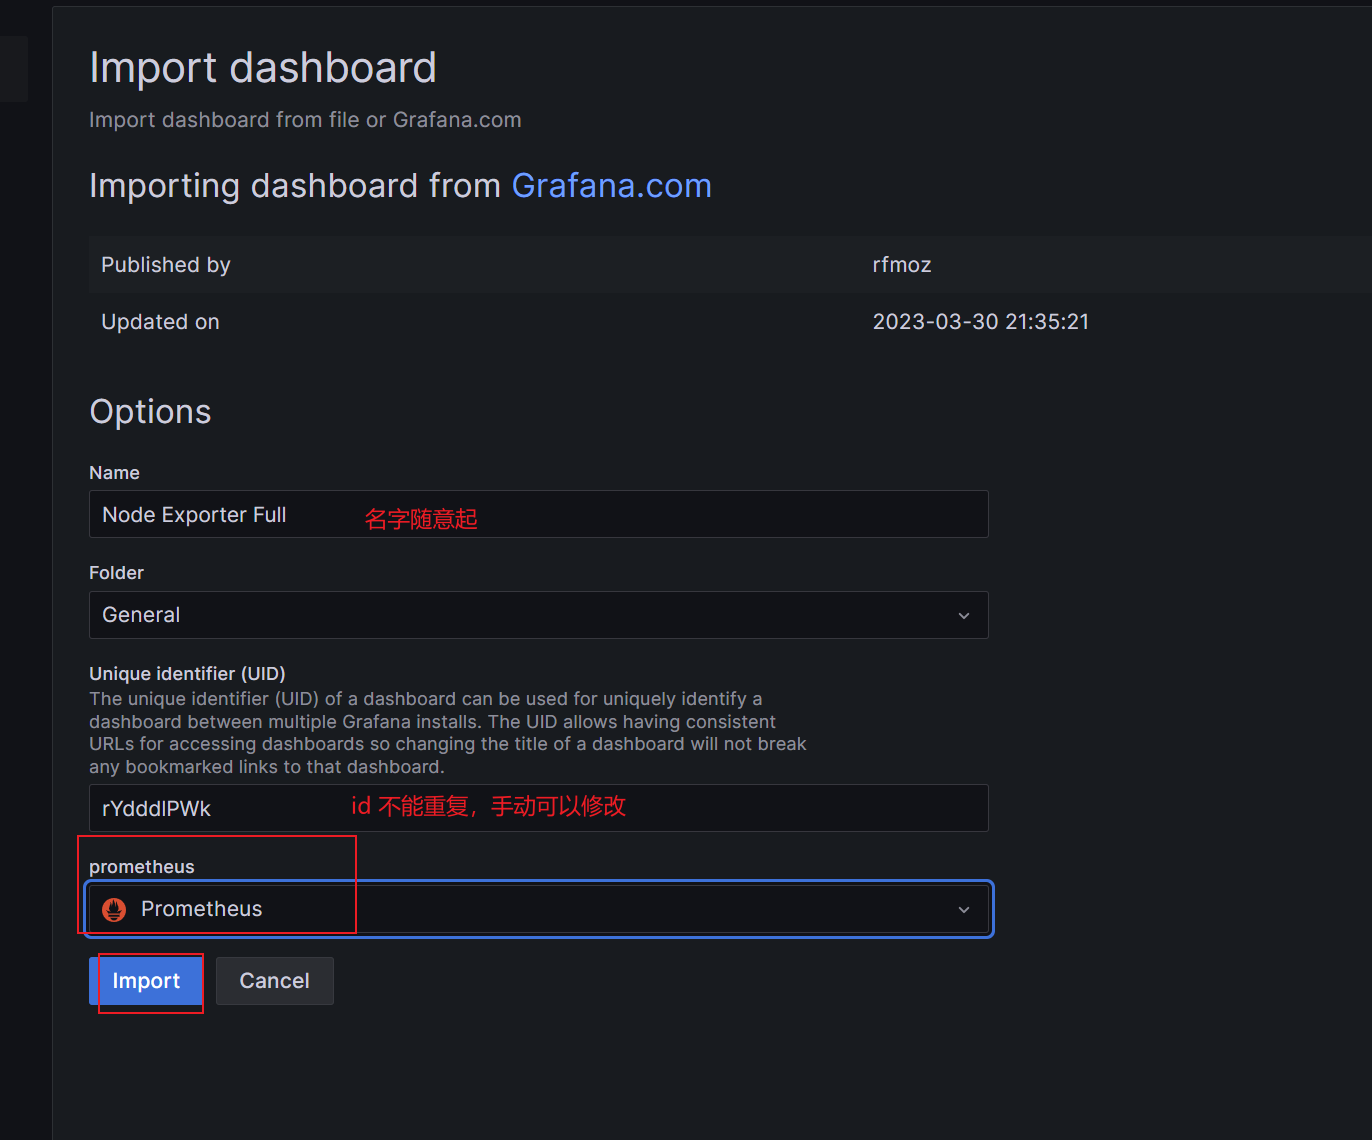 Import dashboard
Import dashboard from file or Grafana.com
Importing dashboard from Grafana.com
Published by rfmoz
Updated on 2023-03-30 21:35:21
Options
Name
Node Exporter Full 名字随意起
Folder
General
Unique identifier (UID)
The unique identifier (UID) of a dashboard can be used for uniquely identify a
dashboard between multiple Grafana installs. The UID allows having consistent
URLs for accessing dashboards so changing the title of a dashboard will not break
any bookmarked links to that dashboard.
rYdddlPWk id 不能重复，手动可以修改
prometheus
Prometheus
Import Cancel